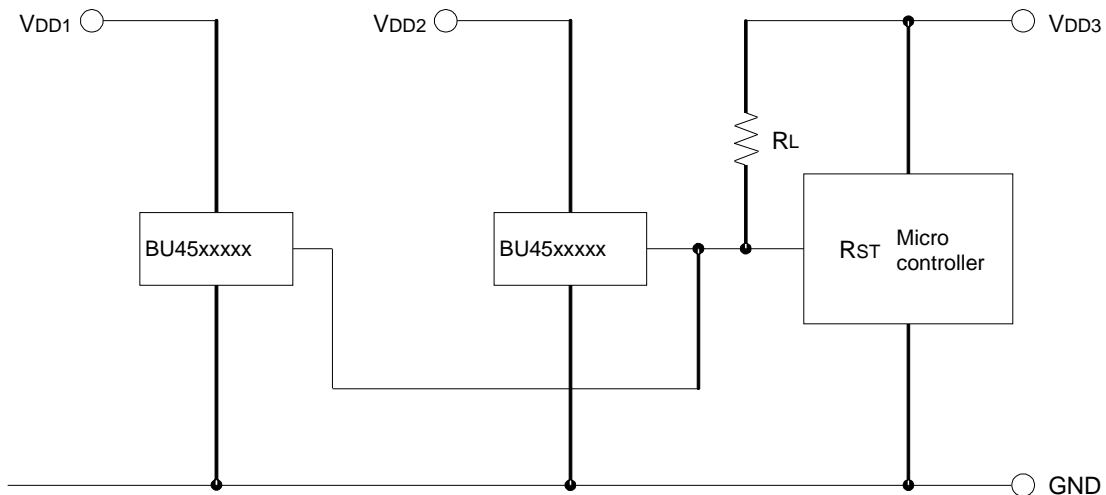 VDD1
VDD2
VDD3
RL
BU45xxxxx
BU45xxxxx
RST
Micro
controller
GND